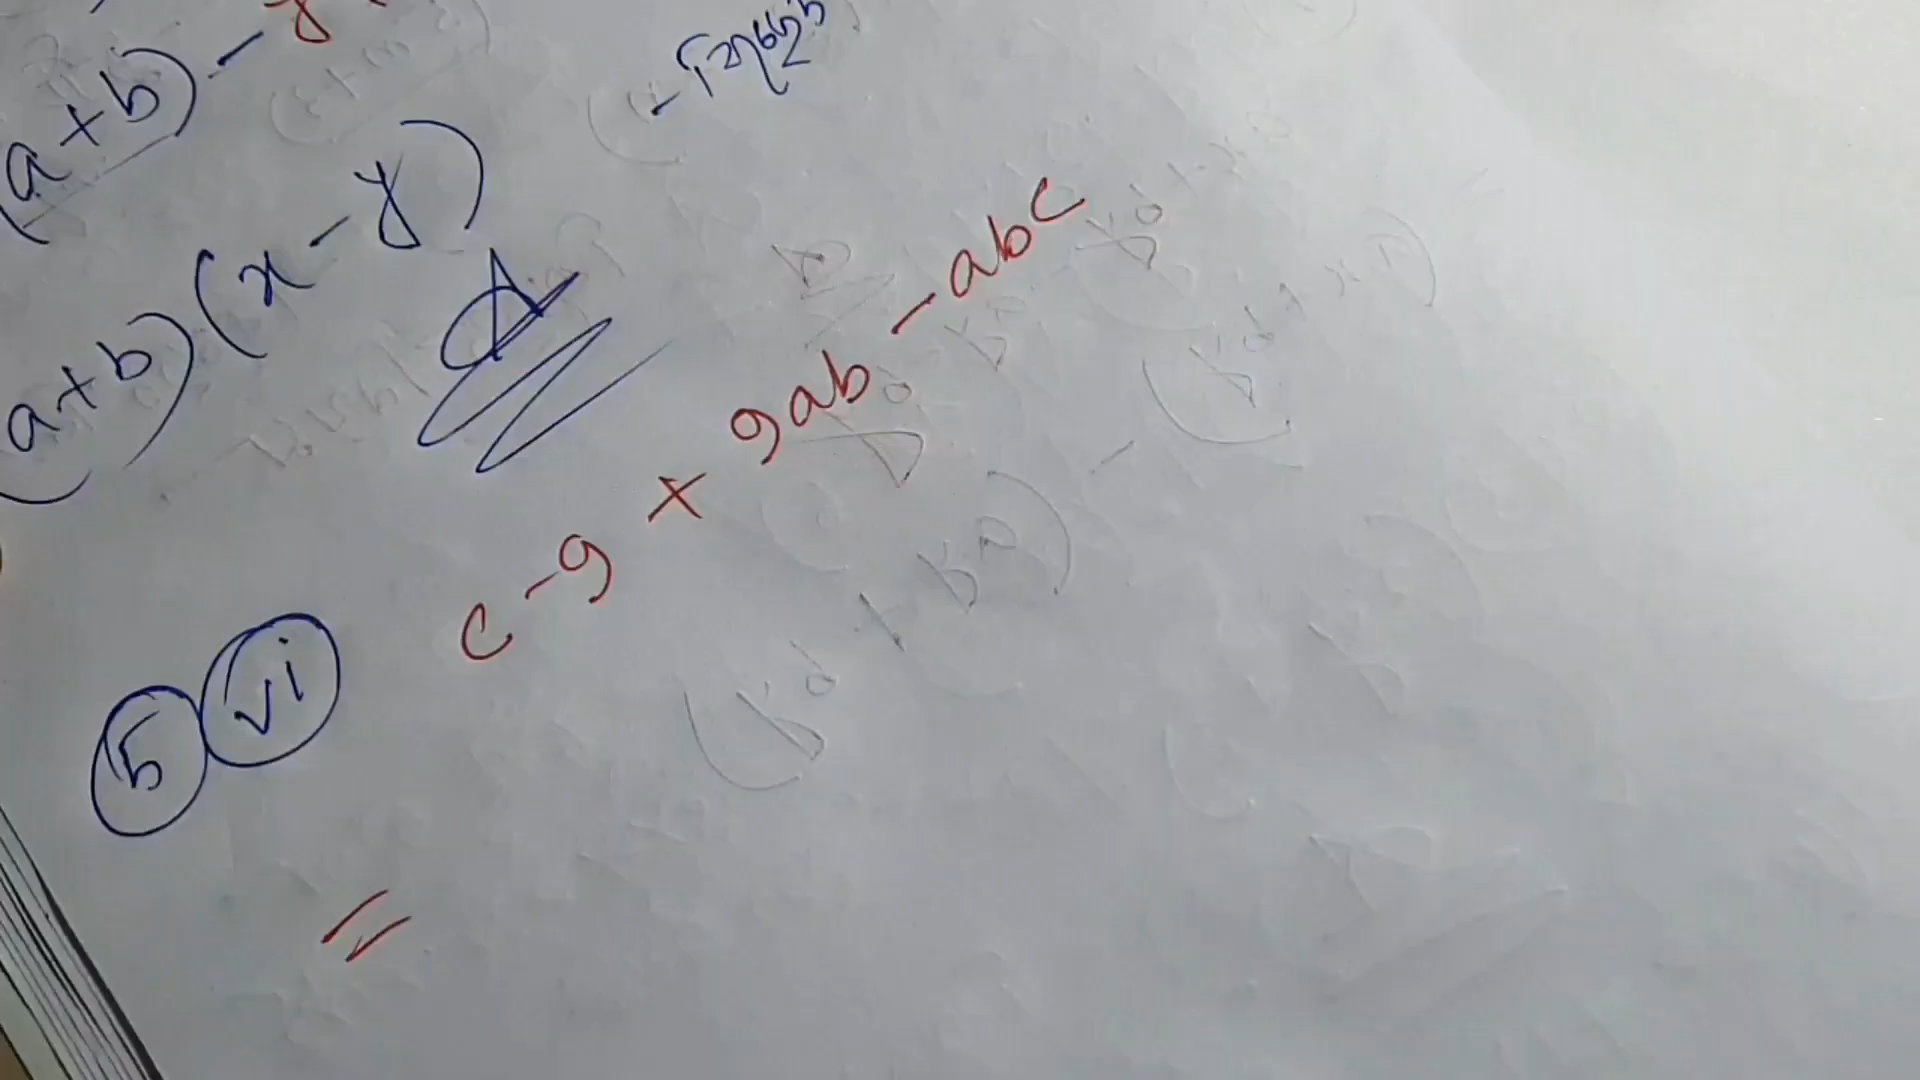 (a+b) -
(a+b)(x-y)
5 vi c - 9 + 9ab - abc
=